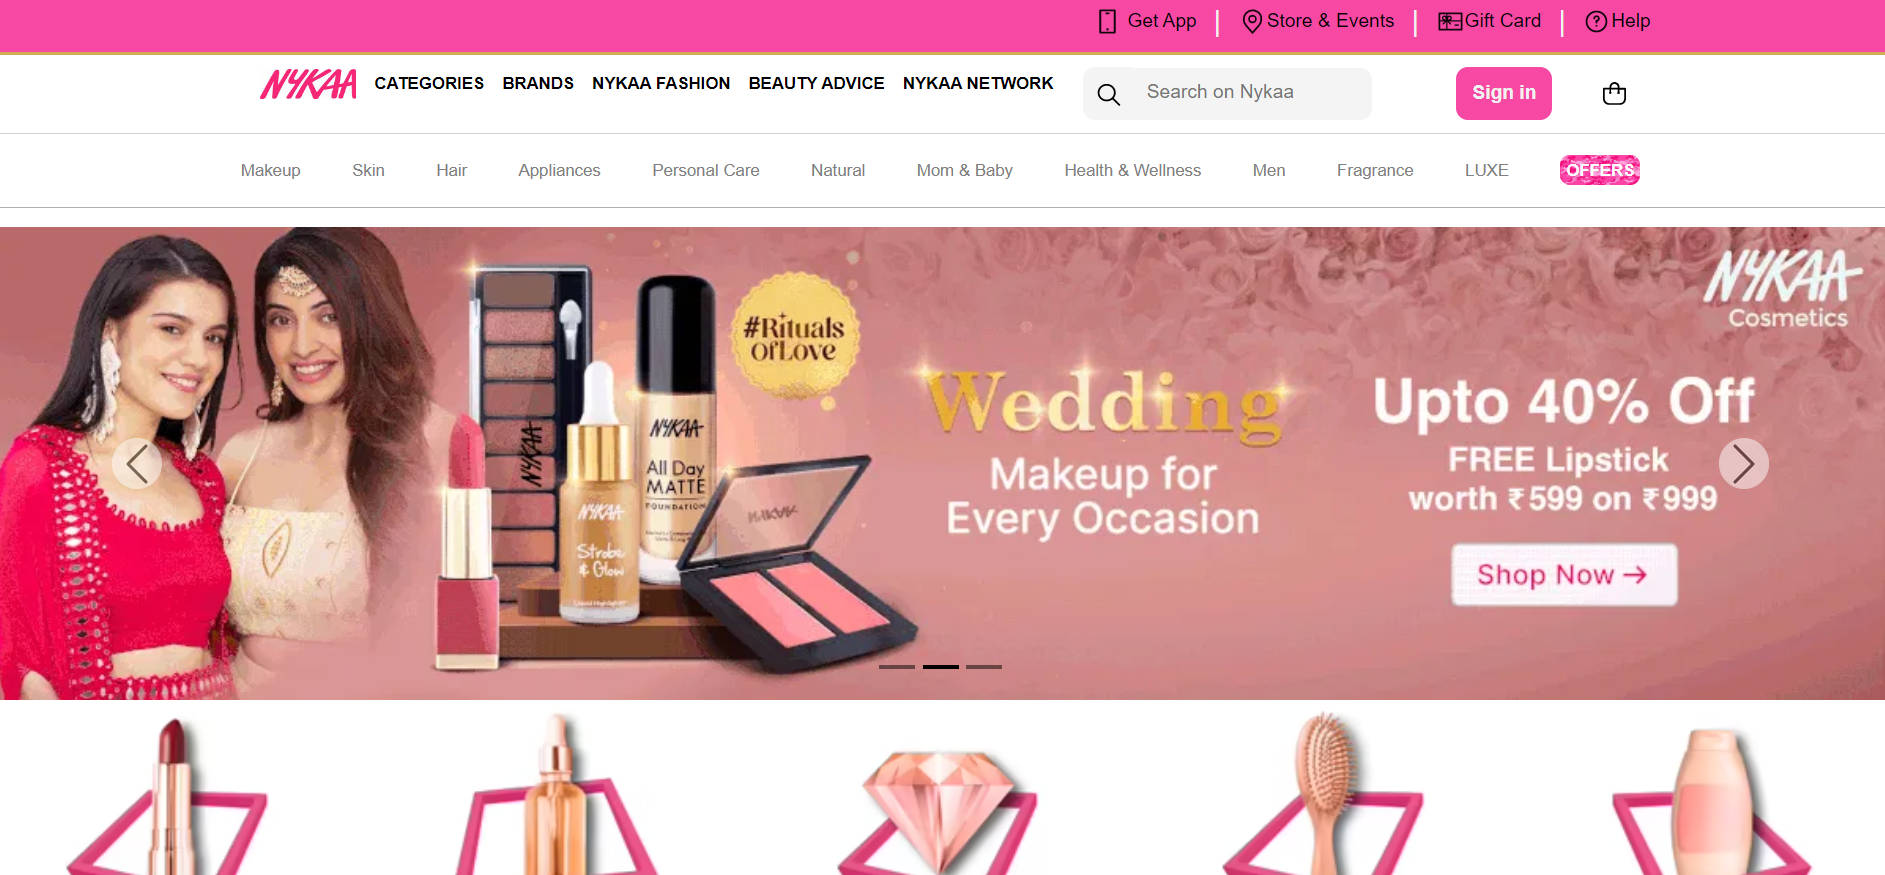 Get App | Store & Events | Gift Card | Help
NYKAA CATEGORIES BRANDS NYKAA FASHION BEAUTY ADVICE NYKAA NETWORK Search on Nykaa Sign in
Makeup Skin Hair Appliances Personal Care Natural Mom & Baby Health & Wellness Men Fragrance LUXE OFFERS
NYKAA
Cosmetics
#Rituals
OfLove
Wedding
Makeup for
Every Occasion
Upto 40% Off
FREE Lipstick
worth ₹599 on ₹999
Shop Now →
NYKAA
NYKAA
All Day
MATTE
FOUNDATION
NYKAA
Strobe
& Glow
Liquid Highlighter
NYKAA